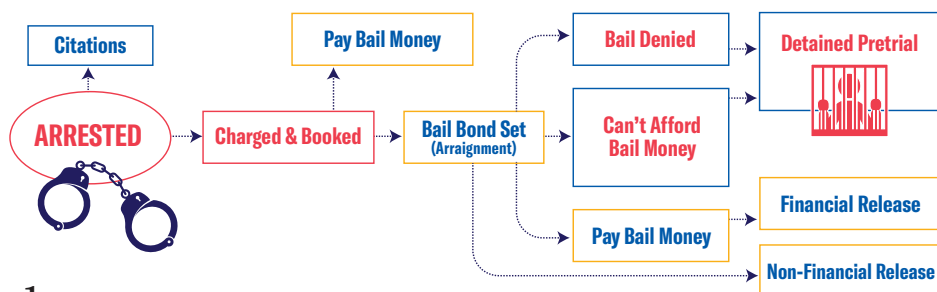 Citations
Pay Bail Money
Bail Denied
Detained Pretrial
ARRESTED
Charged & Booked
Bail Bond Set
(Arraignment)
Can't Afford
Bail Money
Pay Bail Money
Financial Release
Non-Financial Release